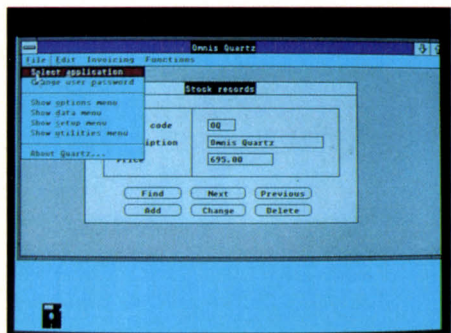 Omnis Quartz
File Edit Invoicing Functions
Select application
Change user password
Show options menu
Show data menu
Show setup menu
Show utilities menu
About Quartz...
Stock records
code
OQ
Omnis Quartz
Price
695.00
Find Next Previous
Add Change Delete